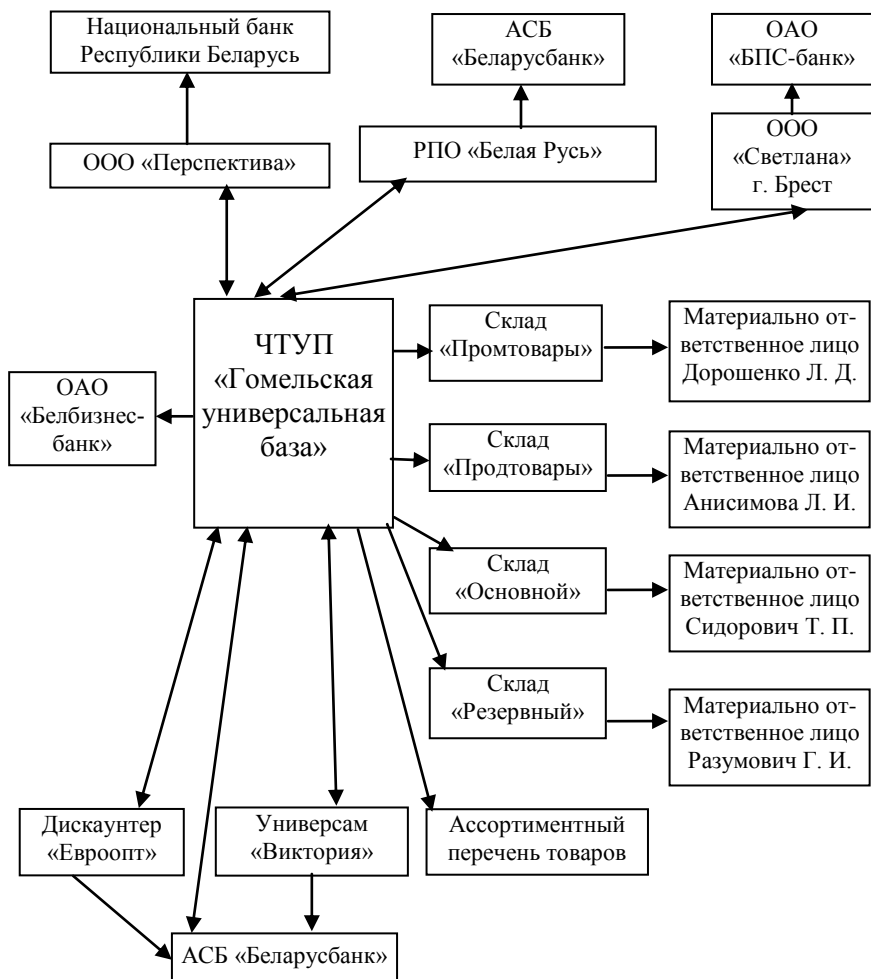 Национальный банк
Республики Беларусь
АСБ
«Беларусбанк»
ОАО
«БПС-банк»
ООО «Перспектива»
РПО «Белая Русь»
ООО
«Светлана»
г. Брест
ЧТУП
«Гомельская
универсальная
база»
ОАО
«Белбизнес-
банк»
Склад
«Промтовары»
Материально от-
ветственное лицо
Дорошенко Л. Д.
Склад
«Продтовары»
Материально от-
ветственное лицо
Анисимова Л. И.
Склад
«Основной»
Материально от-
ветственное лицо
Сидорович Т. П.
Склад
«Резервный»
Материально от-
ветственное лицо
Разумович Г. И.
Дискаунтер
«Евроопт»
Универсам
«Виктория»
Ассортиментный
перечень товаров
АСБ «Беларусбанк»